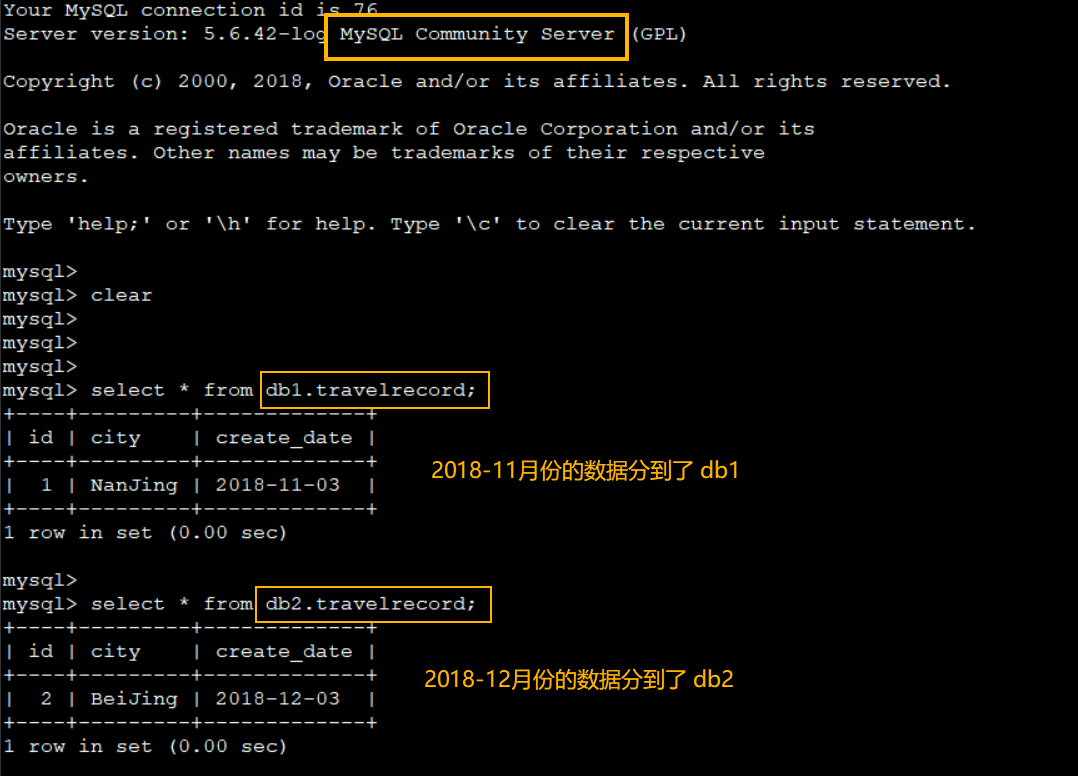 Your MySQL connection id is 76
Server version: 5.6.42-log MySQL Community Server (GPL)
Copyright (c) 2000, 2018, Oracle and/or its affiliates. All rights reserved.
Oracle is a registered trademark of Oracle Corporation and/or its
affiliates. Other names may be trademarks of their respective
owners.
Type 'help;' or '\h' for help. Type '\c' to clear the current input statement.
mysql>
mysql> clear
mysql>
mysql>
mysql>
mysql> select * from db1.travelrecord;
+----+---------+-------------+
| id | city    | create_date |
+----+---------+-------------+
|  1 | NanJing | 2018-11-03  |
+----+---------+-------------+
2018-11月份的数据分到了 db1
1 row in set (0.00 sec)
mysql>
mysql> select * from db2.travelrecord;
+----+---------+-------------+
| id | city    | create_date |
+----+---------+-------------+
|  2 | BeiJing | 2018-12-03  |
+----+---------+-------------+
2018-12月份的数据分到了 db2
1 row in set (0.00 sec)